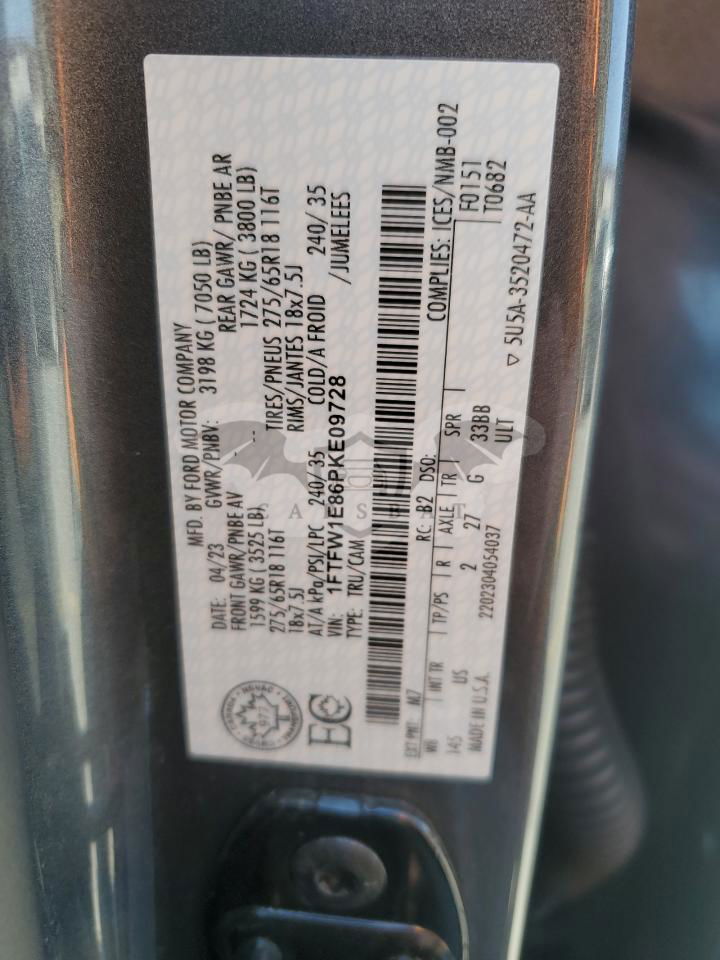 MFD. BY FORD MOTOR COMPANY
DATE: 04/23 GVWR/PNBV: 3198 KG ( 7050 LB)
FRONT GAWR/PNBE AV REAR GAWR/ PNBE AR
1599 KG ( 3525 LB) 1724 KG ( 3800 LB)
275/65R18 116T TIRES/PNEUS 275/65R18 116T
18x7.5J RIMS/JANTES 18x7.5J
AT/A kPa/PSI/LPC 240/ 35 COLD/A FROID 240/ 35
VIN: 1FTFW1E86PKE09728 /JUMELEES
TYPE: TRU/CAM
EC
EXT PNT: M7 RC: B2 DSO: COMPLIES: ICES/NMB-002
WB INT TR TP/PS R AXLE TR SPR F0151
145 US 2 27 G 33BB T0682
ULT
MADE IN U.S.A. 2202304054037 5U5A-3520472-AA